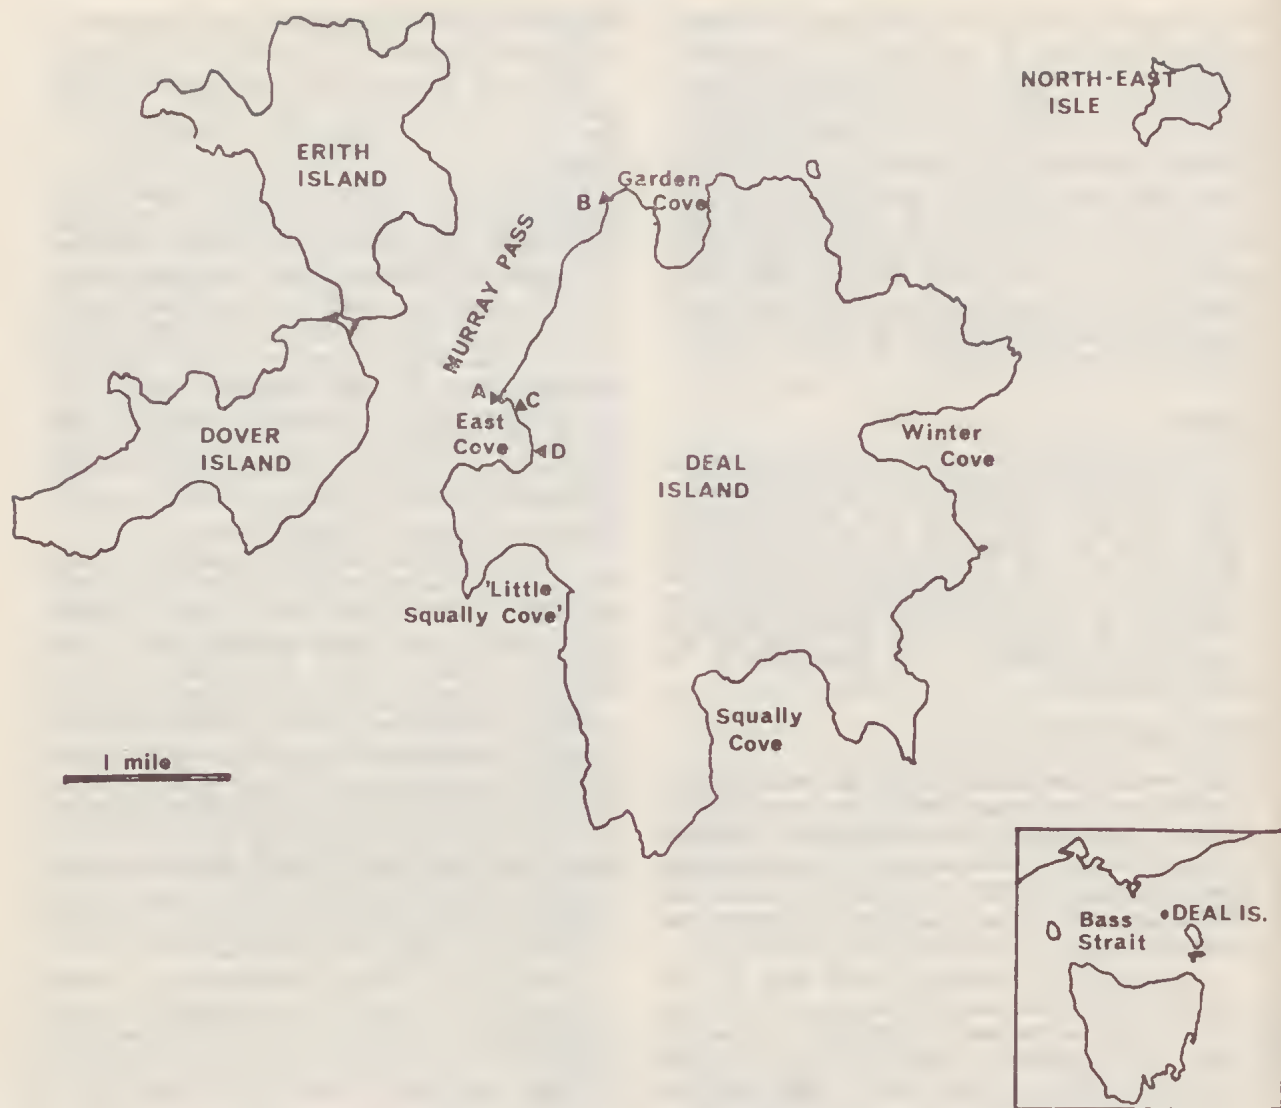 NORTH-EAST
ISLE
ERITH
ISLAND
Garden
Cove
B
MURRAY PASS
A
C
East
Cove
D
DOVER
ISLAND
Winter
Cove
DEAL
ISLAND
'Little
Squally Cove'
Squally
Cove
1 mile
DEAL IS.
Bass
Strait